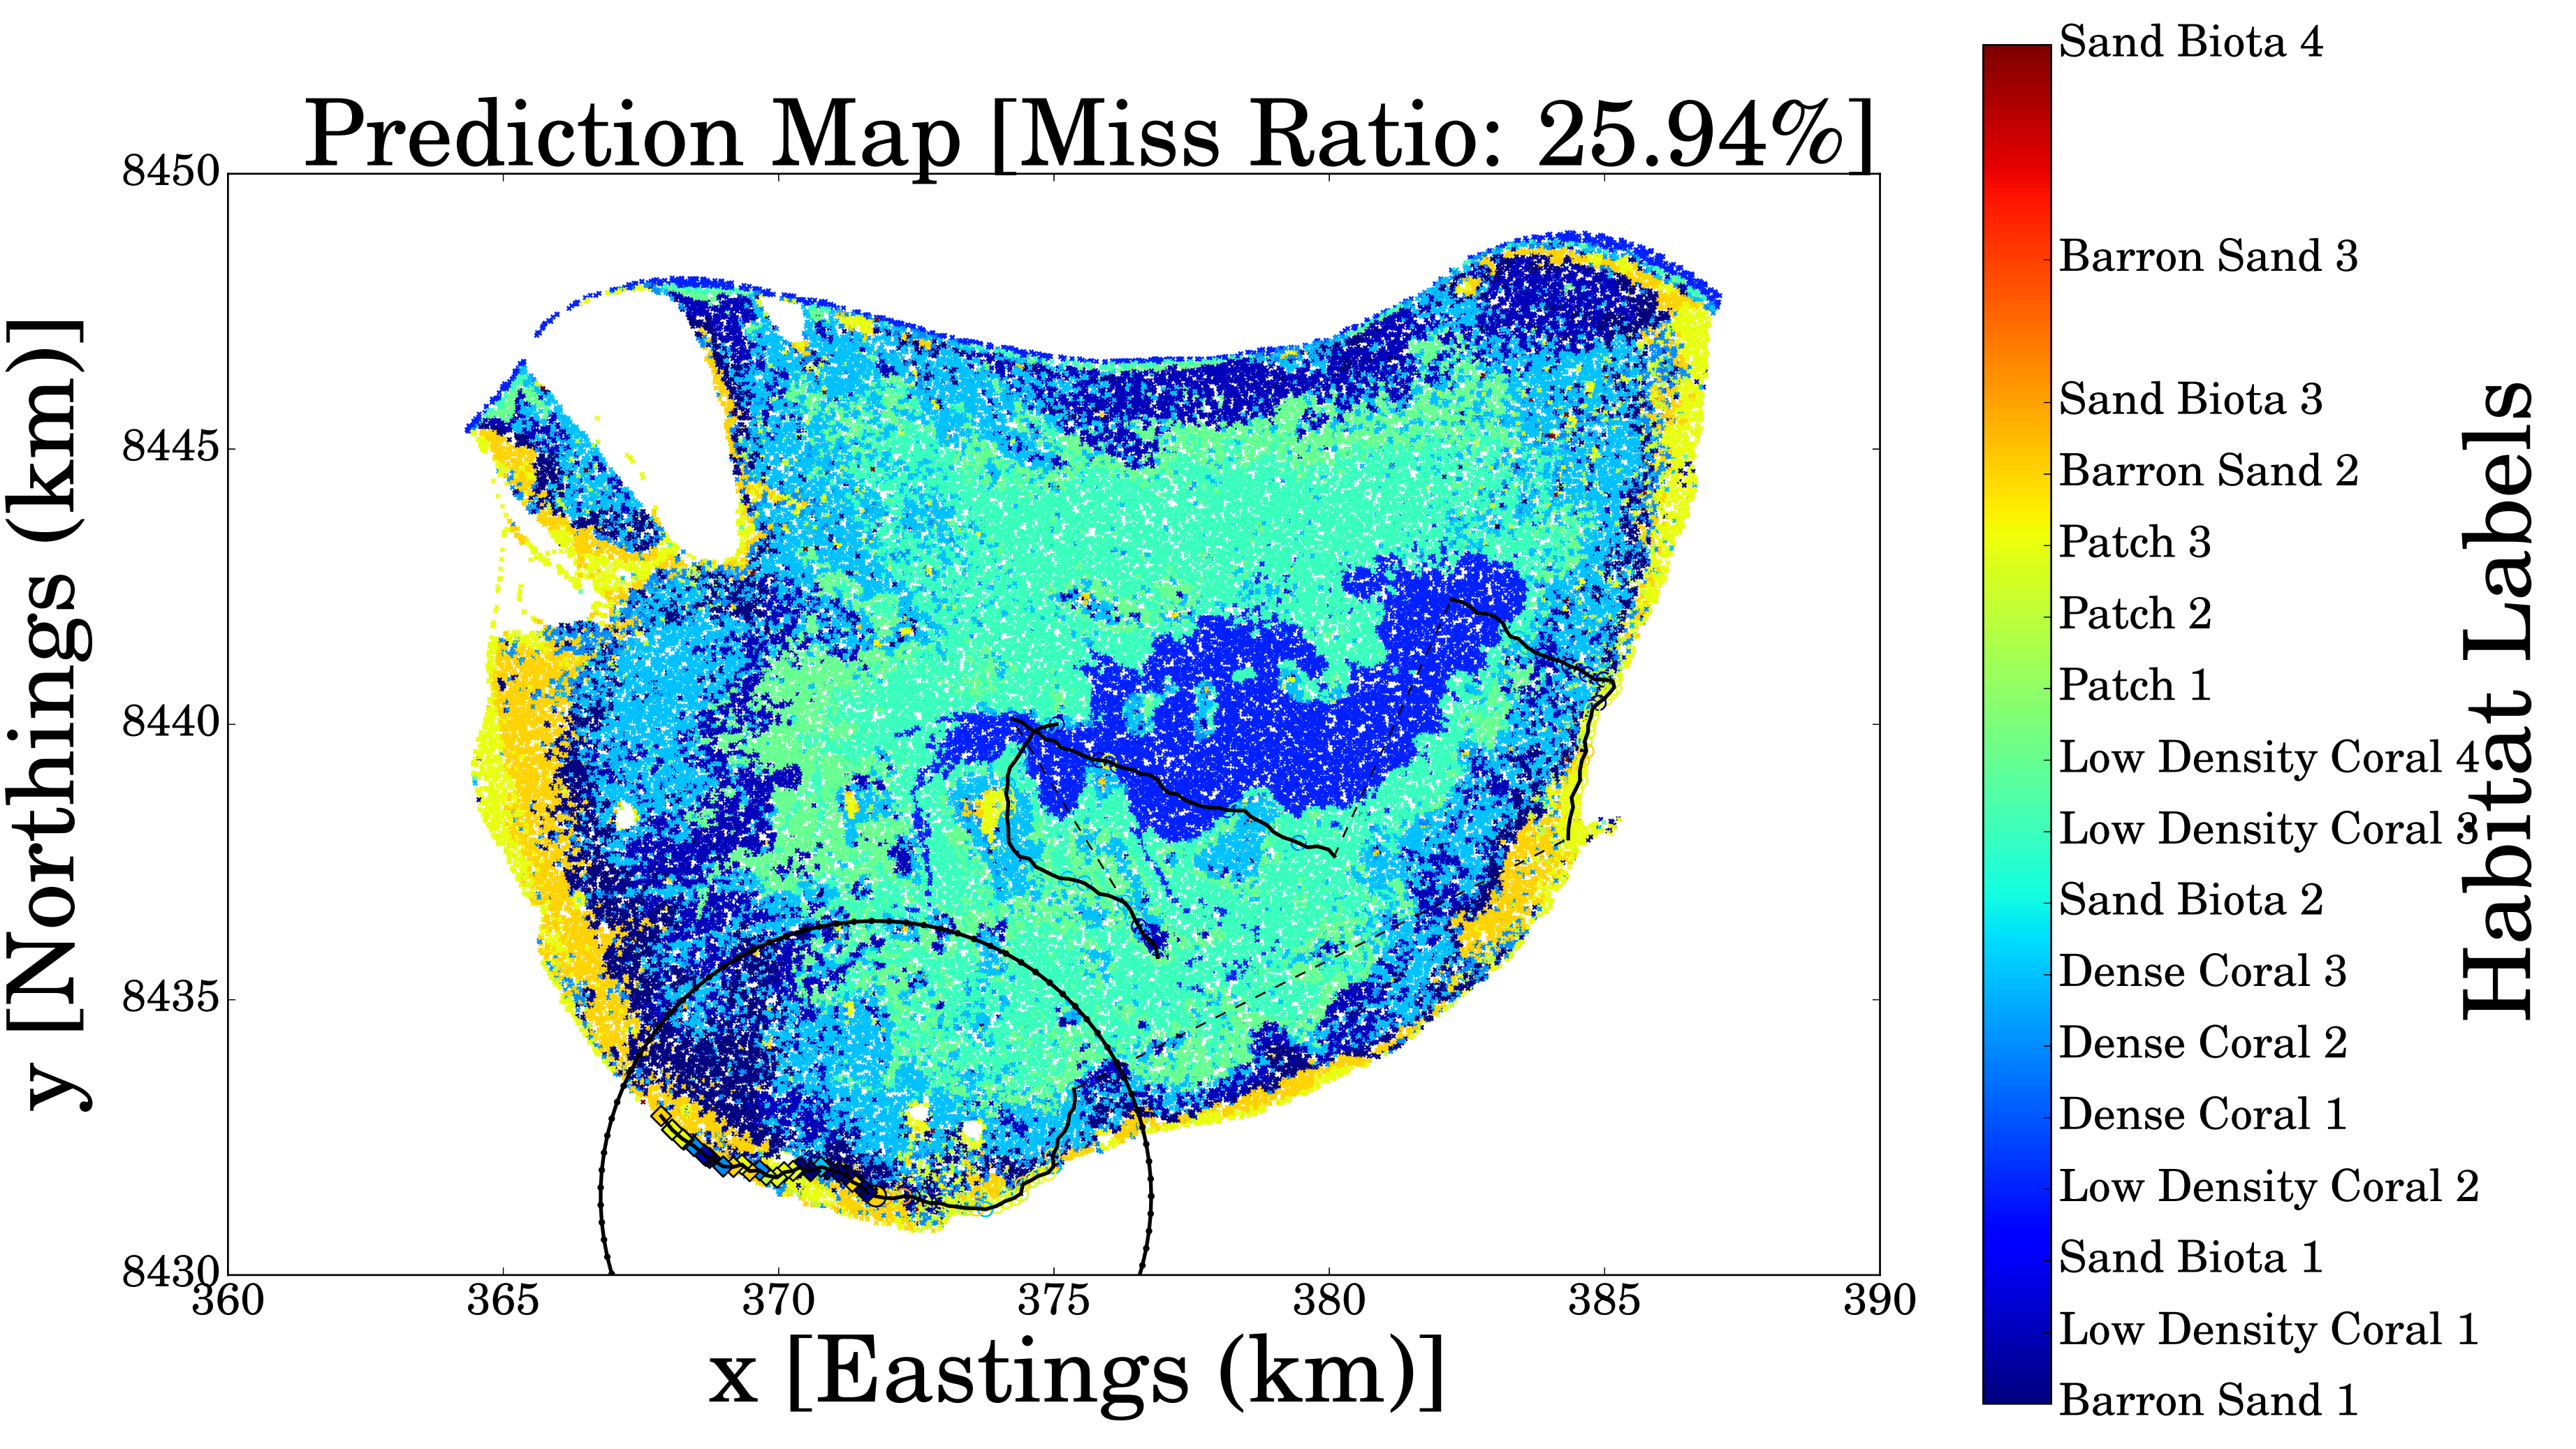 Prediction Map [Miss Ratio: 25.94%]
y [Northings (km)]
8450
8445
8440
8435
8430
360 365 370 375 380 385 390
x [Eastings (km)]
Sand Biota 4
Barron Sand 3
Sand Biota 3
Barron Sand 2
Patch 3
Patch 2
Patch 1
Low Density Coral 4
Low Density Coral 3
Sand Biota 2
Dense Coral 3
Dense Coral 2
Dense Coral 1
Low Density Coral 2
Sand Biota 1
Low Density Coral 1
Barron Sand 1
Habitat Labels